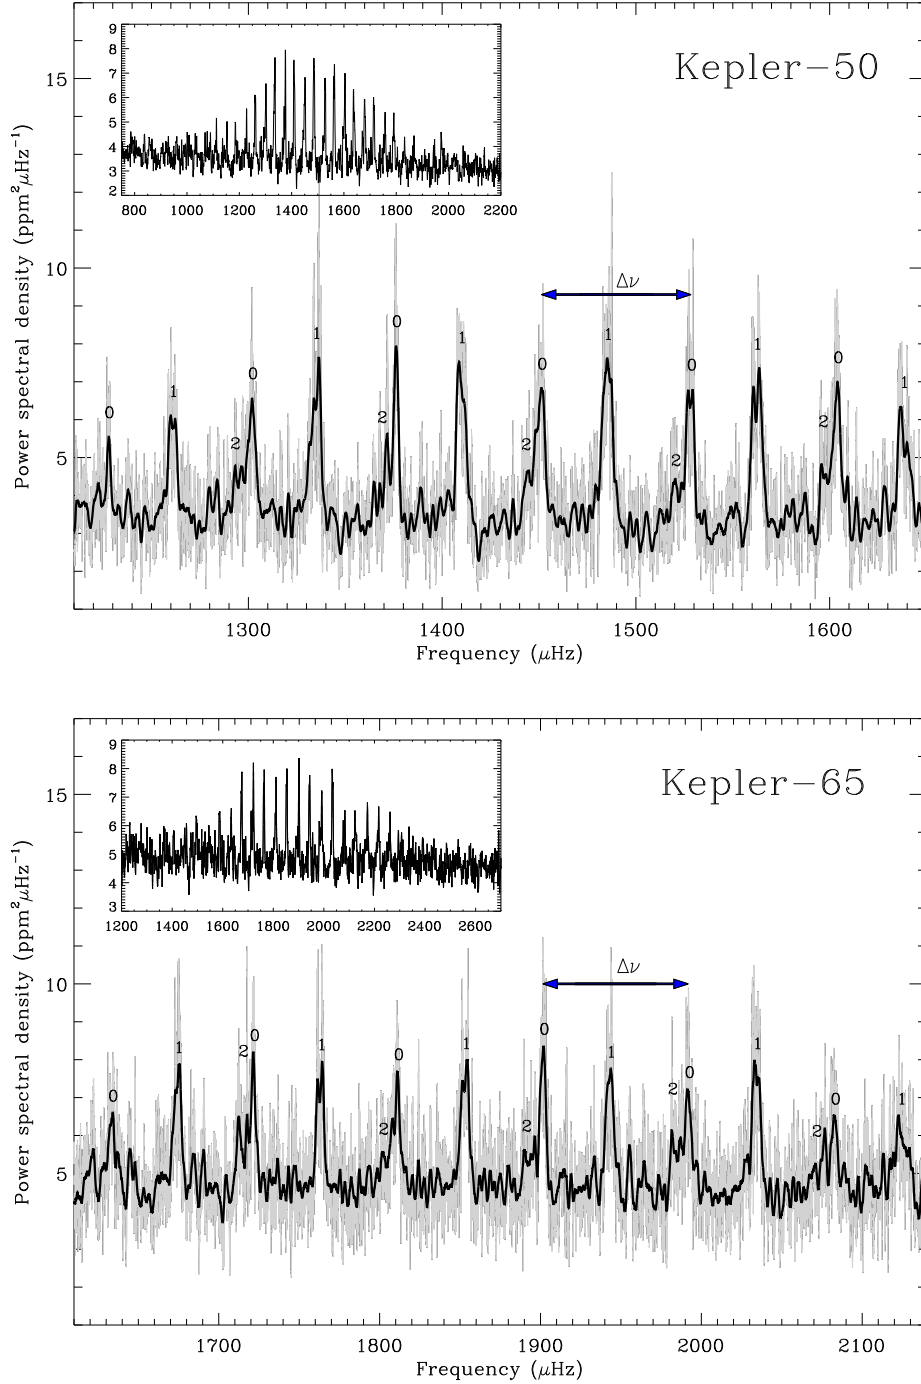 Kepler−50
Power spectral density (ppm²μHz⁻¹)
15
10
5
9
8
7
6
5
4
3
2
800 1000 1200 1400 1600 1800 2000 2200
Δν
0 1 2 0 1 2 0 1 2 0 1 2 0 1 2 0 1
1300 1400 1500 1600
Frequency (μHz)
Kepler−65
Power spectral density (ppm²μHz⁻¹)
15
10
5
9
8
7
6
5
4
3
1200 1400 1600 1800 2000 2200 2400 2600
Δν
0 1 2 0 1 2 0 1 2 0 1 2 0 1 2 0 1
1700 1800 1900 2000 2100
Frequency (μHz)